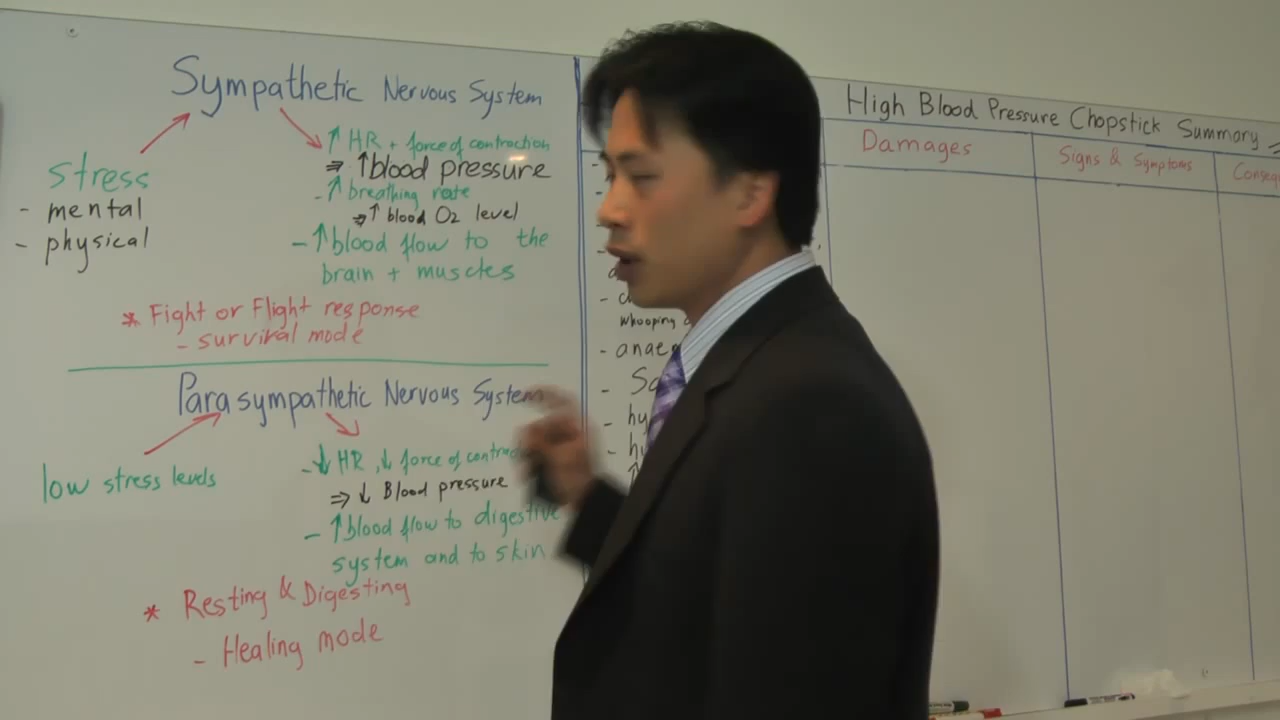 Sympathetic Nervous System
stress
- mental
- physical
↑ HR + force of contraction
⇒ ↑blood pressure
- ↑ breathing rate
⇒ ↑ blood O2 level
- ↑blood flow to the
brain + muscles
* Fight or Flight response
- survival mode
Parasympathetic Nervous System
low stress levels
- ↓ HR, ↓ force of
⇒ ↓ Blood pressure
- ↑blood flow to digestive
system and to skin
* Resting & Digesting
- Healing mode
High Blood Pressure Chopstick Summary
Damages
Signs & Symptoms
whooping